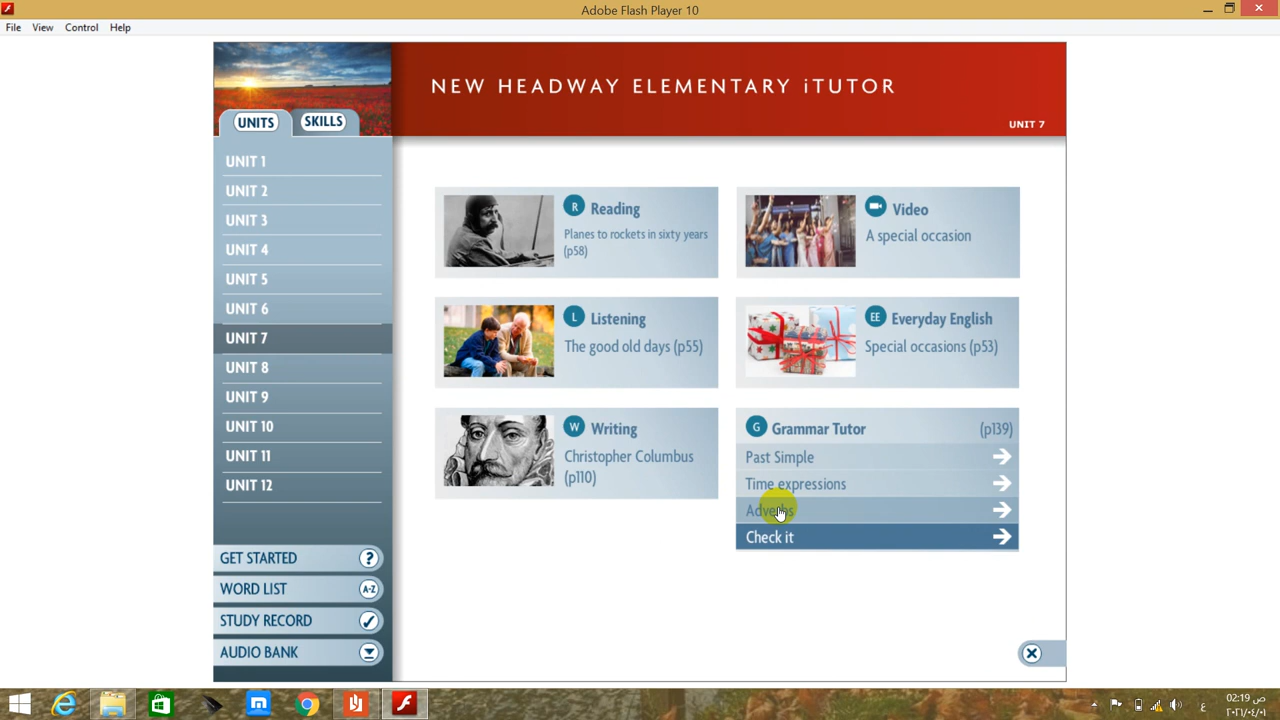 Adobe Flash Player 10
File View Control Help
NEW HEADWAY ELEMENTARY iTUTOR
UNIT 7
UNITS SKILLS
UNIT 1
UNIT 2
UNIT 3
UNIT 4
UNIT 5
UNIT 6
UNIT 7
UNIT 8
UNIT 9
UNIT 10
UNIT 11
UNIT 12
GET STARTED ?
WORD LIST A-Z
STUDY RECORD
AUDIO BANK
R Reading
Planes to rockets in sixty years
(p58)
Video
A special occasion
L Listening
The good old days (p55)
EE Everyday English
Special occasions (p53)
W Writing
Christopher Columbus
(p110)
G Grammar Tutor (p139)
Past Simple
Time expressions
Adverbs
Check it
ع
02:19 ص
٢٠٢١/٠٤/٠١